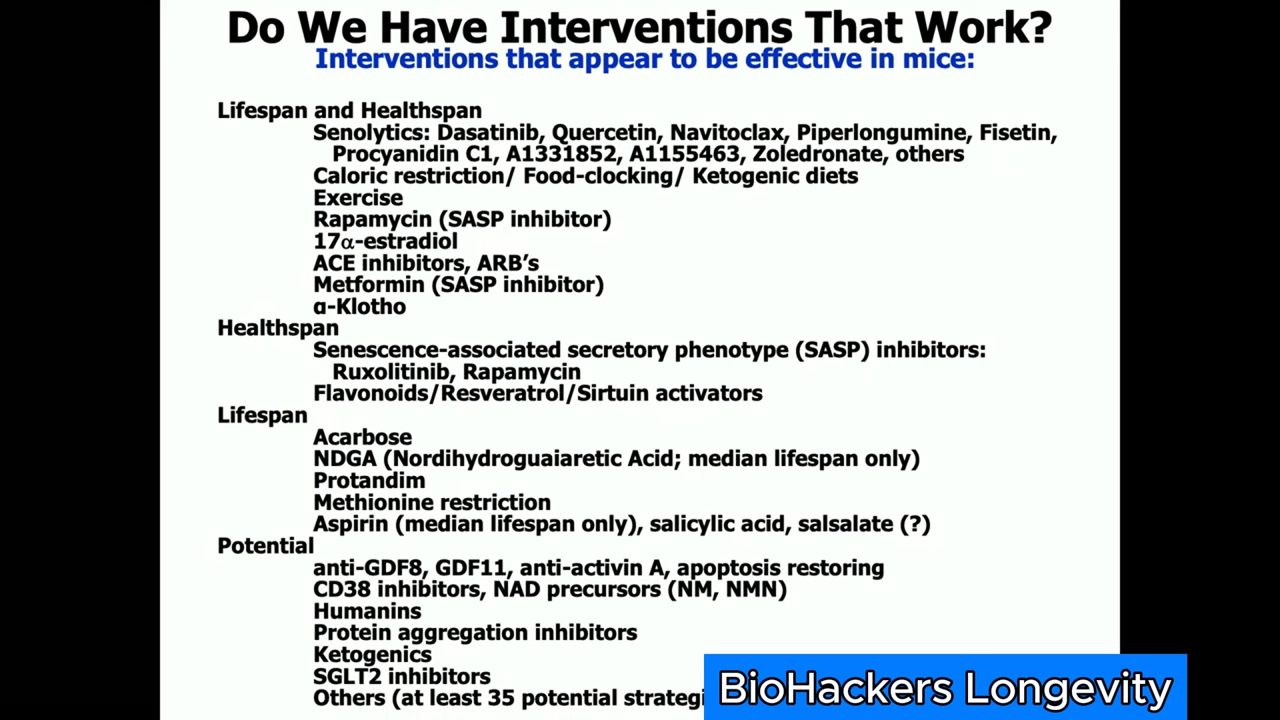 Do We Have Interventions That Work?
Interventions that appear to be effective in mice:
Lifespan and Healthspan
Senolytics: Dasatinib, Quercetin, Navitoclax, Piperlongumine, Fisetin,
Procyanidin C1, A1331852, A1155463, Zoledronate, others
Caloric restriction/ Food-clocking/ Ketogenic diets
Exercise
Rapamycin (SASP inhibitor)
17α-estradiol
ACE inhibitors, ARB's
Metformin (SASP inhibitor)
α-Klotho
Healthspan
Senescence-associated secretory phenotype (SASP) inhibitors:
Ruxolitinib, Rapamycin
Flavonoids/Resveratrol/Sirtuin activators
Lifespan
Acarbose
NDGA (Nordihydroguaiaretic Acid; median lifespan only)
Protandim
Methionine restriction
Aspirin (median lifespan only), salicylic acid, salsalate (?)
Potential
anti-GDF8, GDF11, anti-activin A, apoptosis restoring
CD38 inhibitors, NAD precursors (NM, NMN)
Humanins
Protein aggregation inhibitors
Ketogenics
SGLT2 inhibitors
Others (at least 35 potential
BioHackers Longevity